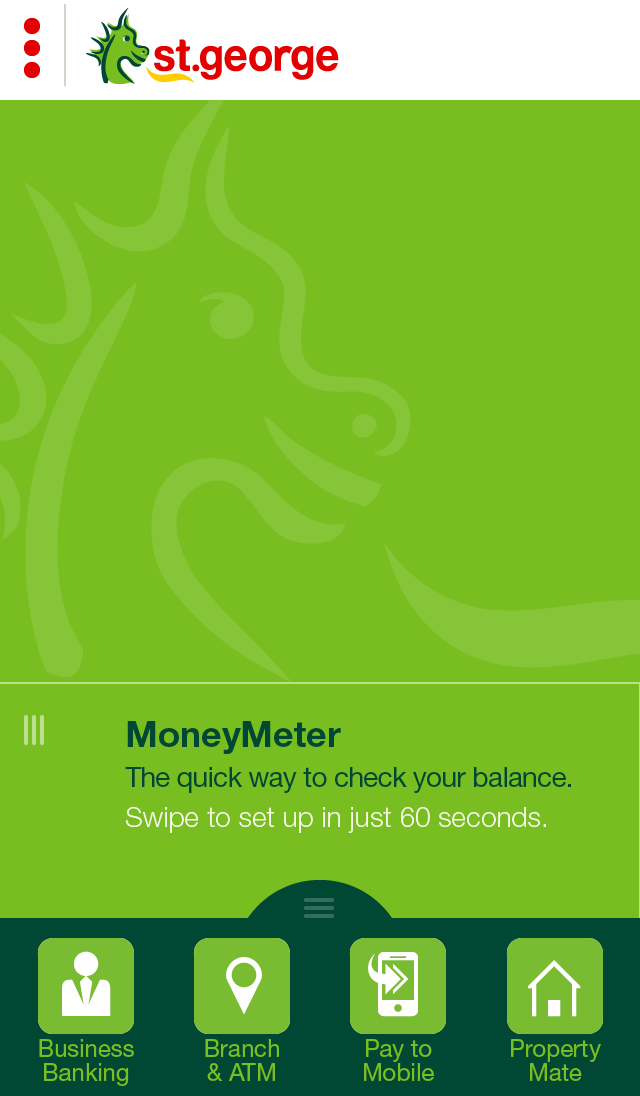 st.george
MoneyMeter
The quick way to check your balance.
Swipe to set up in just 60 seconds.
Business
Banking
Branch
& ATM
Pay to
Mobile
Property
Mate